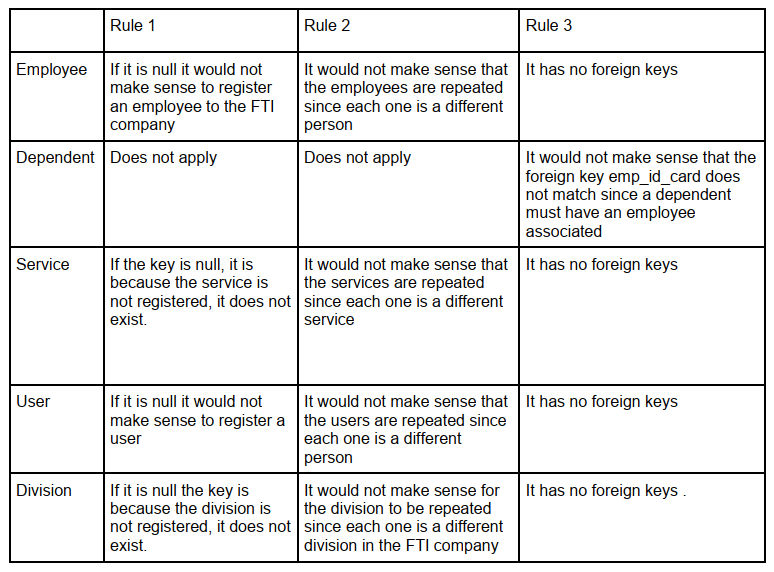 Rule 1
Rule 2
Rule 3
Employee
If it is null it would not
make sense to register
an employee to the FTI
company
It would not make sense that
the employees are repeated
since each one is a different
person
It has no foreign keys
Dependent
Does not apply
Does not apply
It would not make sense that the
foreign key emp_id_card does
not match since a dependent
must have an employee
associated
Service
If the key is null, it is
because the service is
not registered, it does not
exist.
It would not make sense that
the services are repeated
since each one is a different
service
It has no foreign keys
User
If it is null it would not
make sense to register a
user
It would not make sense that
the users are repeated since
each one is a different
person
It has no foreign keys
Division
If it is null the key is
because the division is
not registered, it does not
exist.
It would not make sense for
the division to be repeated
since each one is a different
division in the FTI company
It has no foreign keys .